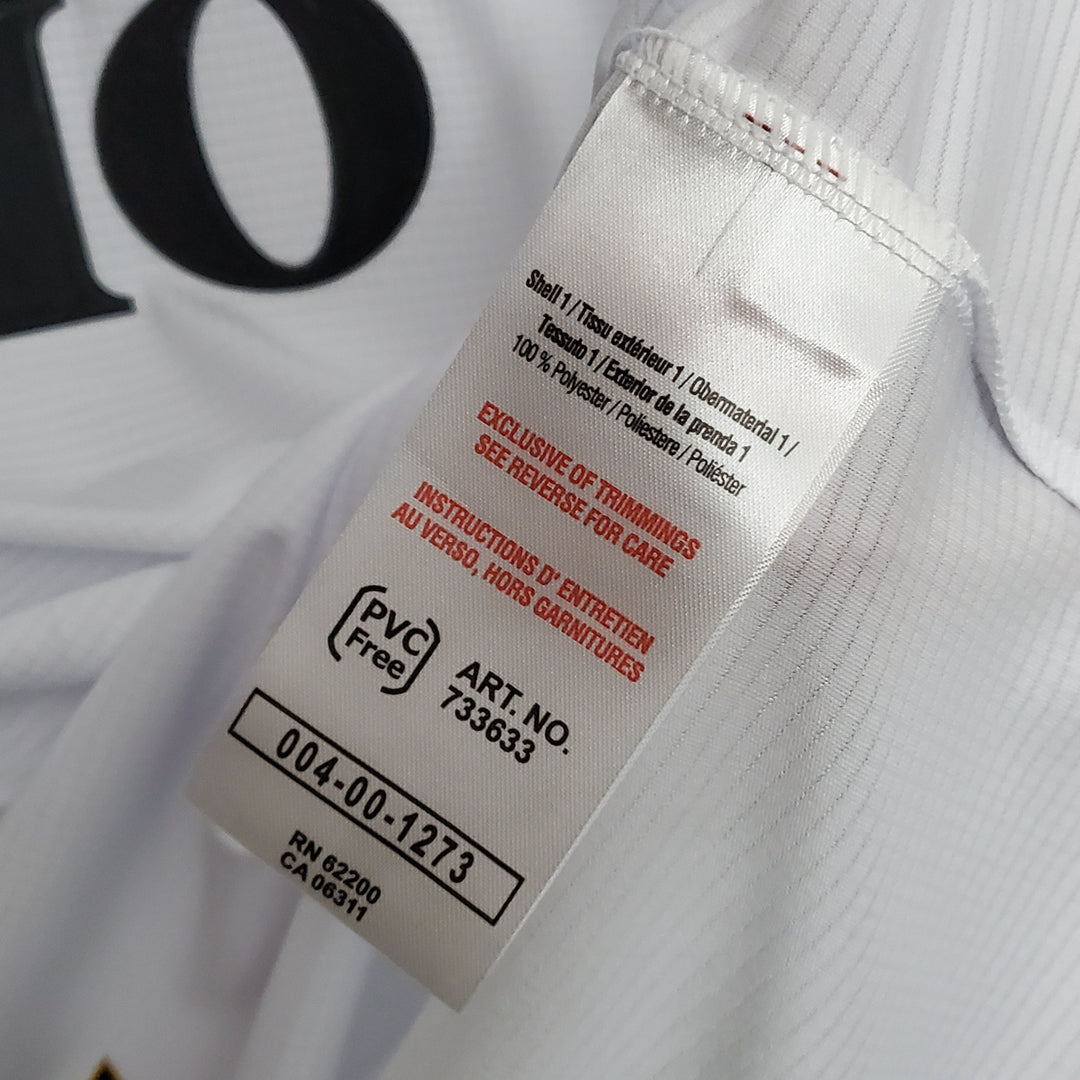 IO
Shell 1 / Tissu extérieur 1 / Obermaterial 1 /
Tessuto 1 / Exterior de la prenda 1
100 % Polyester / Poliestere / Poliéster
EXCLUSIVE OF TRIMMINGS
SEE REVERSE FOR CARE
INSTRUCTIONS D' ENTRETIEN
AU VERSO, HORS GARNITURES
PVC
Free
ART. NO.
733633
004-00-1273
RN 62200
CA 06311